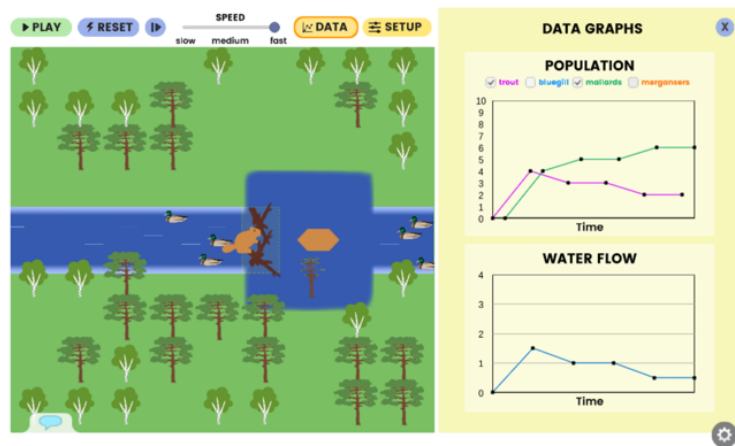 PLAY
RESET
SPEED
slow medium fast
DATA
SETUP
DATA GRAPHS
X
POPULATION
trout bluegill mallards mergansers
10
9
8
7
6
5
4
3
2
1
0
Time
WATER FLOW
4
3
2
1
0
Time